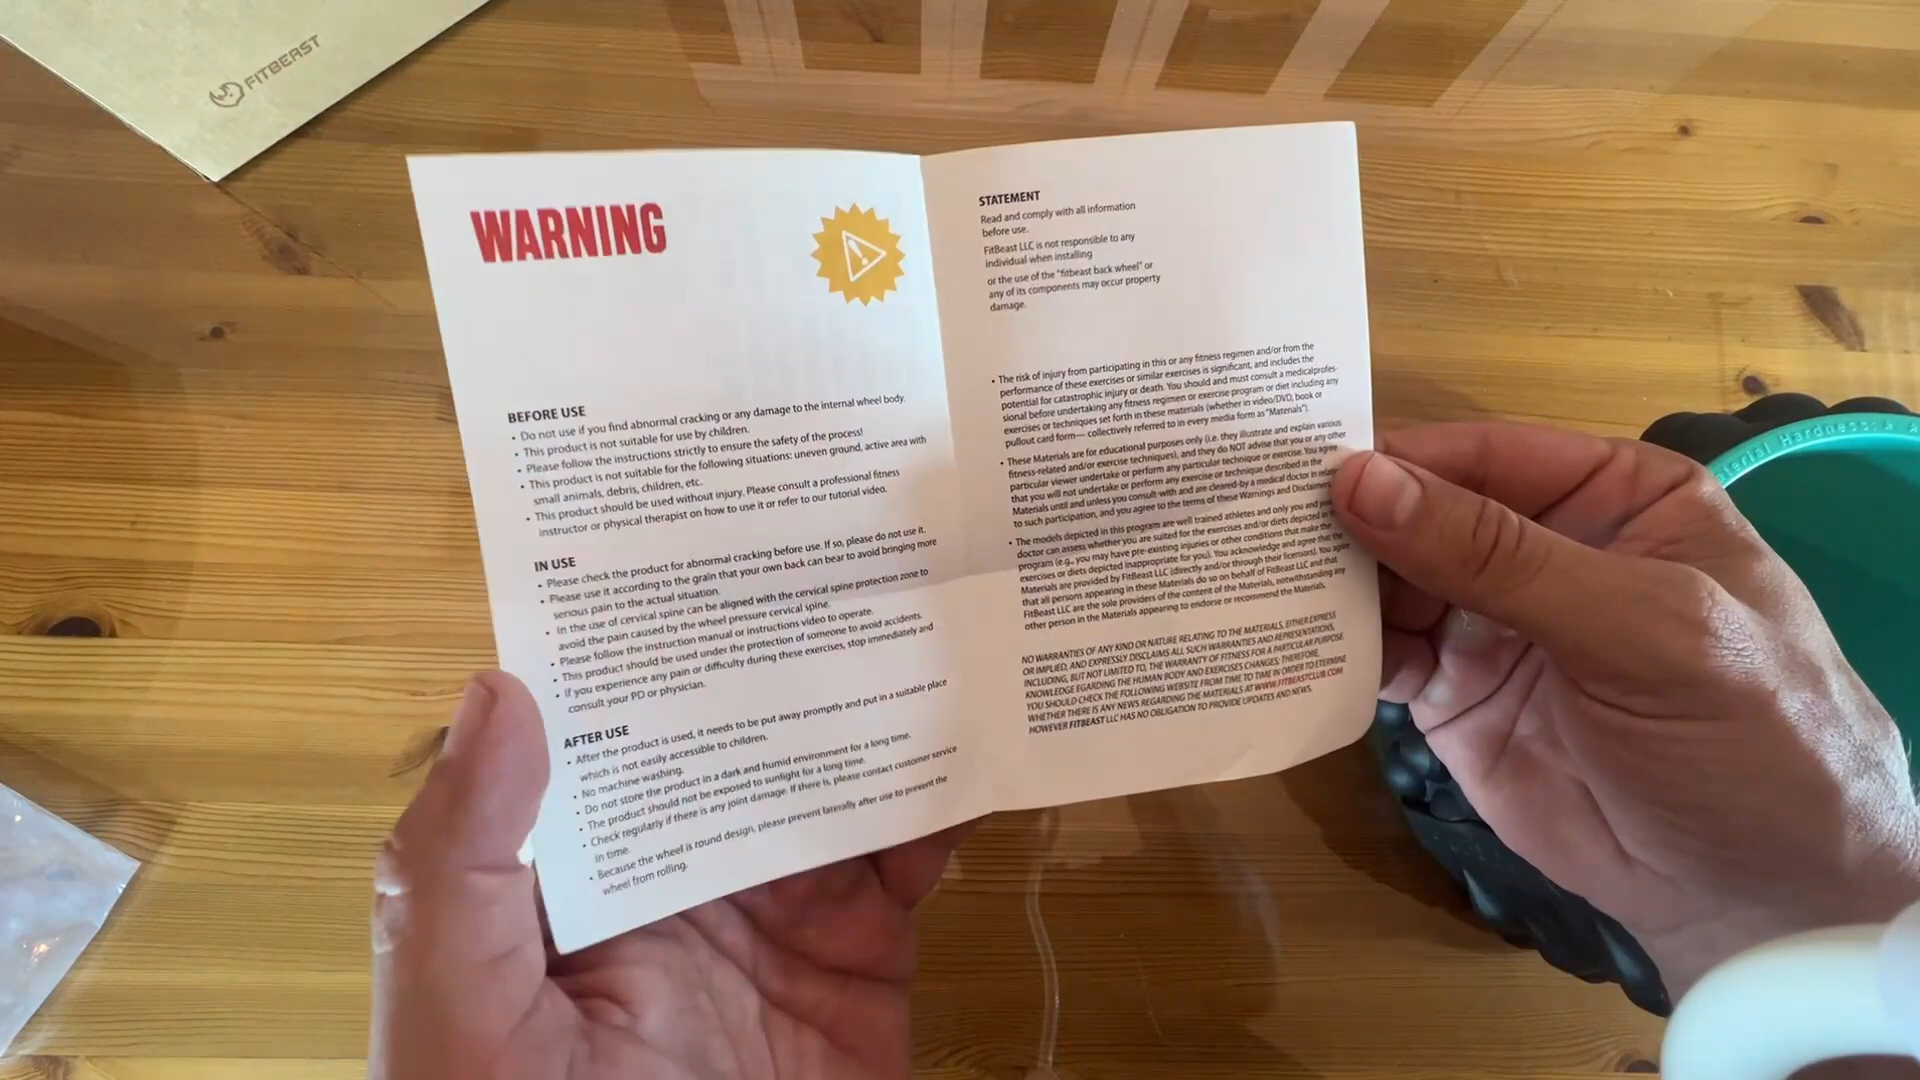 FITBEAST
WARNING
BEFORE USE
• Do not use if you find abnormal cracking or any damage to the internal wheel body.
• This product is not suitable for use by children.
• Please follow the instructions strictly to ensure the safety of the process!
• This product is not suitable for the following situations: uneven ground, active area with
small animals, debris, children, etc.
• This product should be used without injury. Please consult a professional fitness
instructor or physical therapist on how to use it or refer to our tutorial video.
IN USE
• Please check the product for abnormal cracking before use. If so, please do not use it.
• Please use it according to the grain that your own back can bear to avoid bringing more
serious pain to the actual situation.
• In the use of cervical spine can be aligned with the cervical spine protection zone to
avoid the pain caused by the wheel pressure cervical spine.
• Please follow the instruction manual or instructions video to operate.
• This product should be used under the protection of someone to avoid accidents.
• if you experience any pain or difficulty during these exercises, stop immediately and
consult your PD or physician.
AFTER USE
• After the product is used, it needs to be put away promptly and put in a suitable place
which is not easily accessible to children.
• No machine washing.
• Do not store the product in a dark and humid environment for a long time.
• The product should not be exposed to sunlight for a long time.
• Check regularly if there is any joint damage. If there is, please contact customer service
in time.
• Because the wheel is round design, please prevent laterally after use to prevent the
wheel from rolling.
STATEMENT
Read and comply with all information
before use.
FitBeast LLC is not responsible to any
individual when installing
or the use of the "fitbeast back wheel" or
any of its components may occur property
damage.
• The risk of injury from participating in this or any fitness regimen and/or from the
performance of these exercises or similar exercises is significant, and includes the
potential for catastrophic injury or death. You should and must consult a medicalprofes-
sional before undertaking any fitness regimen or exercise program or diet including any
exercises or techniques set forth in these materials (whether in video/DVD, book or
pullout card form— collectively referred to in every media form as "Materials").
• These Materials are for educational purposes only (i.e. they illustrate and explain various
fitness-related and/or exercise techniques), and they do NOT advise that you or any other
particular viewer undertake or perform any particular technique or exercise. You agree
that you will not undertake or perform any exercise or technique described in the
Materials until and unless you comult-with and are cleared-by a medical doctor in
to such participation, and you agree to the terms of these Warnings and Disclaimers.
• The models depicted in this program are well trained athletes and only you and your
doctor can assess whether you are suited for the exercises and/or diets depicted in
program (e.g., you may have pre-existing injuries or other conditions that make the
exercises or diets depicted inappropriate for you). You acknowledge and agree that the
Materials are provided by FitBeast LLC (directly and/or through their licensors). You agree
that all persons appearing in these Materials do so on behalf of FitBeast LLC and that
FitBeast LLC are the sole providers of the content of the Materials, notwithstanding any
other person in the Materials appearing to endorse or recommend the Materials.
NO WARRANTIES OF ANY KIND OR NATURE RELATING TO THE MATERIALS, EITHER EXPRESS
OR IMPLIED, AND EXPRESSLY DISCLAIMS ALL SUCH WARRANTIES AND REPRESENTATIONS,
INCLUDING, BUT NOT LIMITED TO, THE WARRANTY OF FITNESS FOR A PARTICULAR PURPOSE.
KNOWLEDGE EGARDING THE HUMAN BODY AND EXERCISES CHANGES; THEREFORE,
YOU SHOULD CHECK THE FOLLOWING WEBSITE FROM TIME TO TIME IN ORDER TO ETERMINE
WHETHER THERE IS ANY NEWS REGARDING THE MATERIALS AT WWW.FITBEASTCLUB.COM
HOWEVER FITBEAST LLC HAS NO OBLIGATION TO PROVIDE UPDATES AND NEWS.
Hardness: